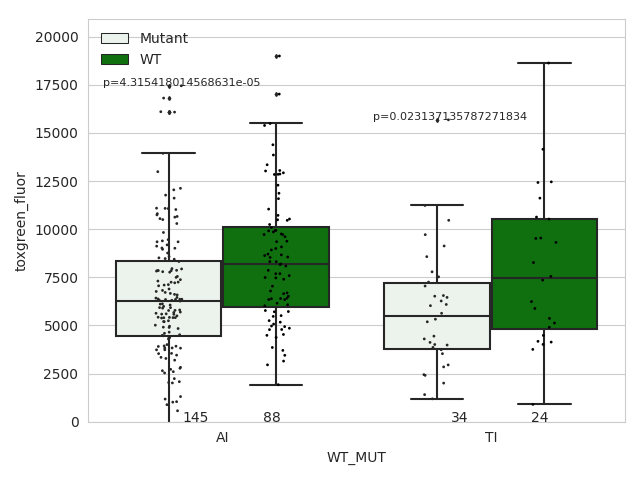 20000
17500
15000
12500
10000
7500
5000
2500
0
toxgreen_fluor
Mutant
WT
p=4.315418014568631e-05
p=0.023137135787271834
145
88
34
24
AI
TI
WT_MUT